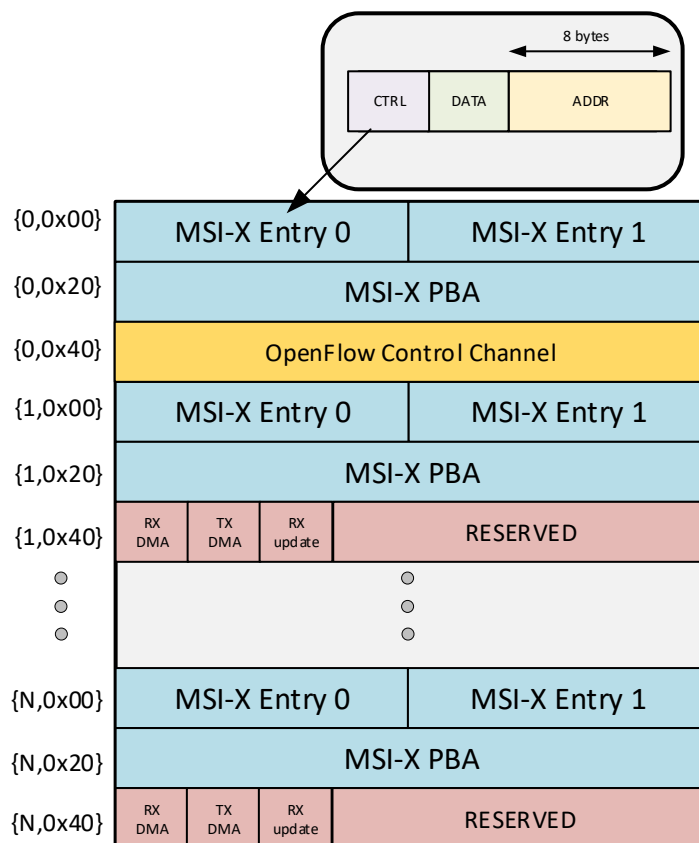 8 bytes
CTRL DATA ADDR
{0,0x00} MSI-X Entry 0 MSI-X Entry 1
{0,0x20} MSI-X PBA
{0,0x40} OpenFlow Control Channel
{1,0x00} MSI-X Entry 0 MSI-X Entry 1
{1,0x20} MSI-X PBA
{1,0x40} RX DMA TX DMA RX update RESERVED
{N,0x00} MSI-X Entry 0 MSI-X Entry 1
{N,0x20} MSI-X PBA
{N,0x40} RX DMA TX DMA RX update RESERVED